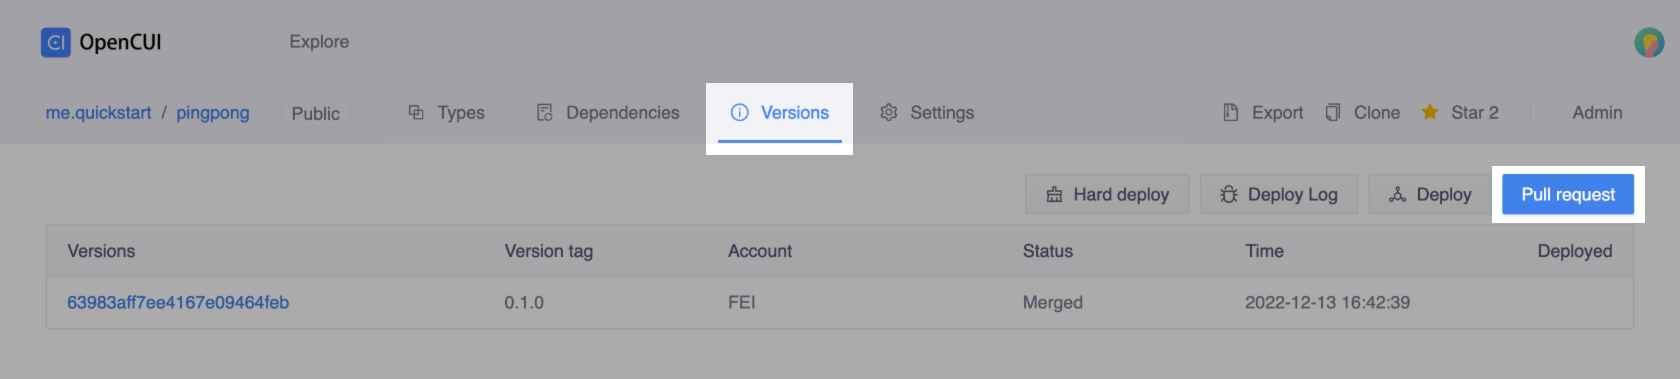 CI OpenCUI Explore
me.quickstart / pingpong Public Types Dependencies Versions Settings Export Clone Star 2 Admin
Hard deploy Deploy Log Deploy Pull request
Versions Version tag Account Status Time Deployed
63983aff7ee4167e09464feb 0.1.0 FEI Merged 2022-12-13 16:42:39